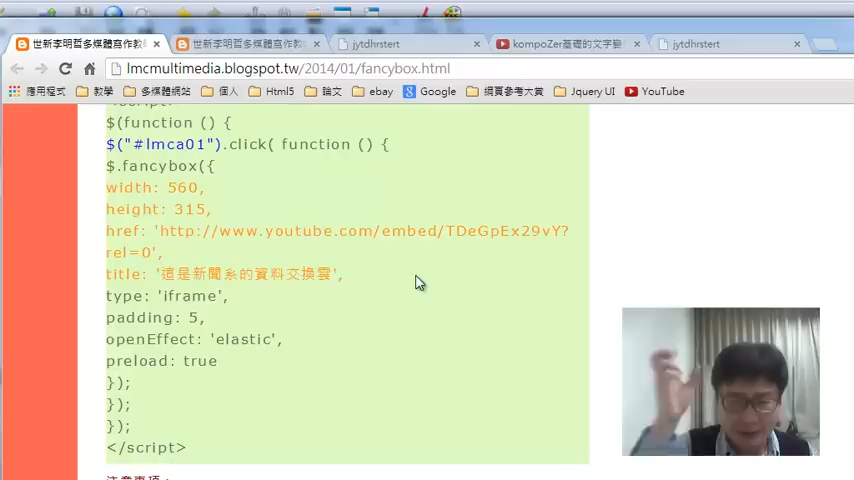 世新李明哲多媒體寫作教
世新李明哲多媒體寫作教
jytdhrstert
kompoZer基礎的文字變
jytdhrstert
lmcmultimedia.blogspot.tw/2014/01/fancybox.html
應用程式 教學 多媒體網站 個人 Html5 論文 ebay Google 網頁參考大賞 Jquery UI YouTube
$(function () {
$("#lmca01").click( function () {
$.fancybox({
width: 560,
height: 315,
href: 'http://www.youtube.com/embed/TDeGpEx29vY?
rel=0',
title: '這是新聞系的資料交換雲',
type: 'iframe',
padding: 5,
openEffect: 'elastic',
preload: true
});
});
});
</script>